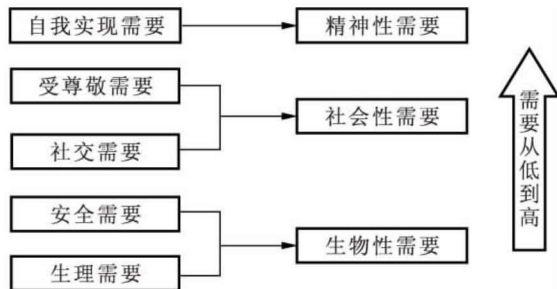 自我实现需要
精神性需要
受尊敬需要
社会性需要
社交需要
安全需要
生物性需要
生理需要
需要从低到高